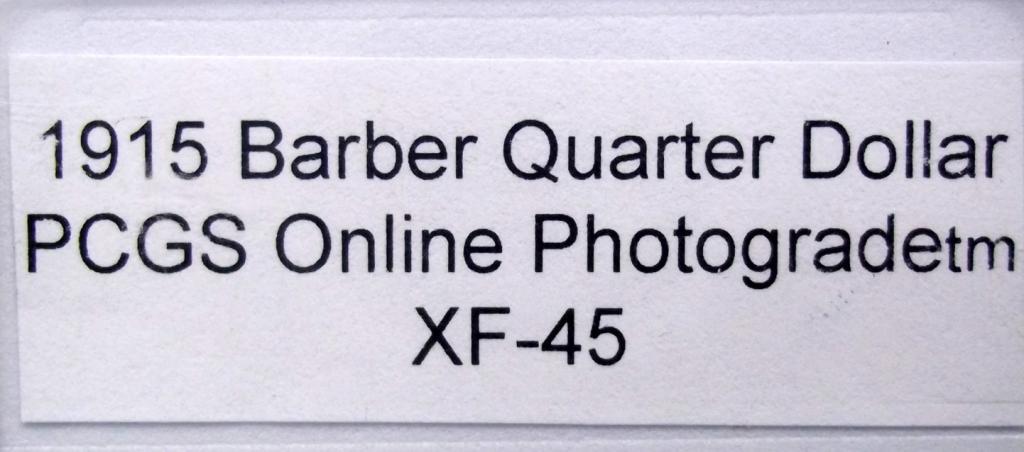 1915 Barber Quarter Dollar
PCGS Online Photogradetm
XF-45